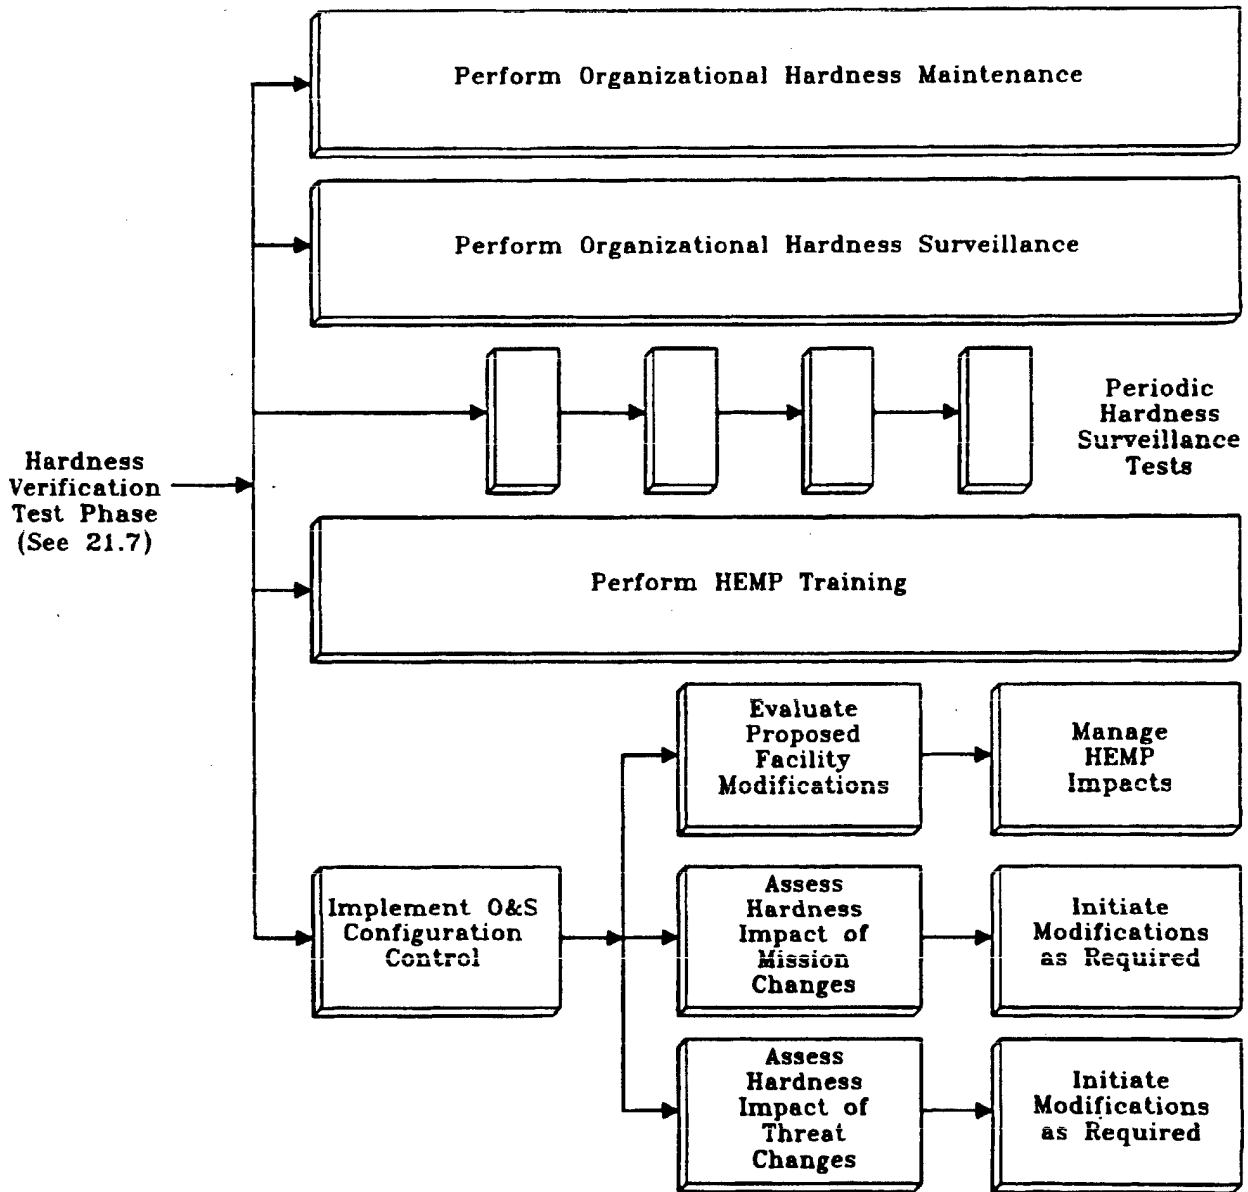 Perform Organizational Hardness Maintenance
Perform Organizational Hardness Surveillance
Periodic
Hardness
Surveillance
Tests
Hardness
Verification
Test Phase
(See 21.7)
Perform HEMP Training
Evaluate
Proposed
Facility
Modifications
Manage
HEMP
Impacts
Implement O&S
Configuration
Control
Assess
Hardness
Impact of
Mission
Changes
Initiate
Modifications
as Required
Assess
Hardness
Impact of
Threat
Changes
Initiate
Modifications
as Required